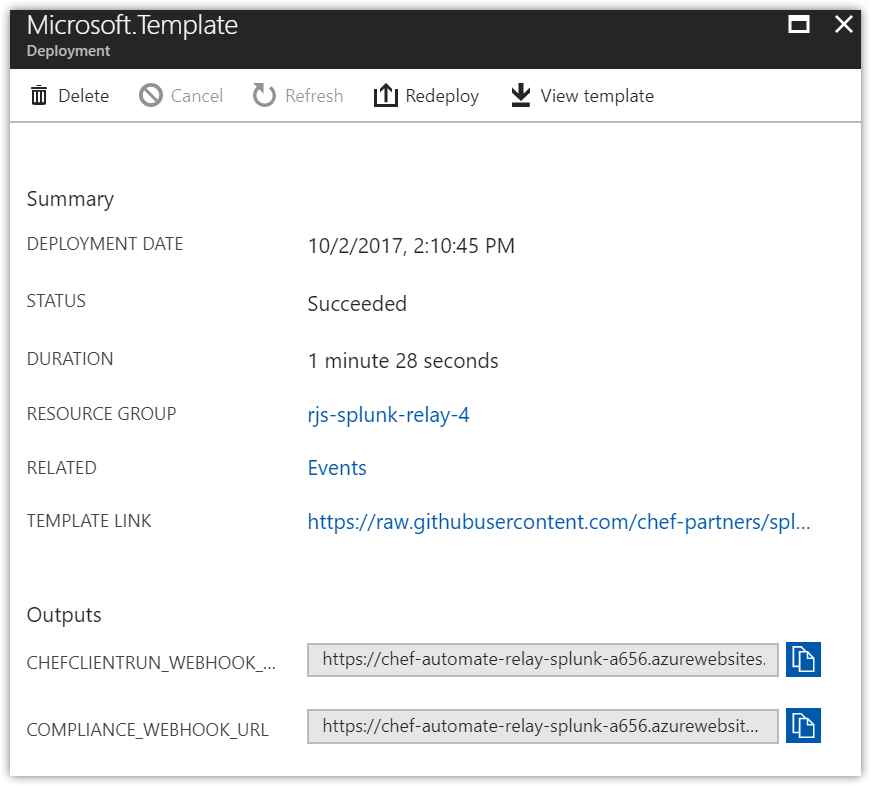 Microsoft.Template
Deployment
Delete Cancel Refresh Redeploy View template
Summary
DEPLOYMENT DATE 10/2/2017, 2:10:45 PM
STATUS Succeeded
DURATION 1 minute 28 seconds
RESOURCE GROUP rjs-splunk-relay-4
RELATED Events
TEMPLATE LINK https://raw.githubusercontent.com/chef-partners/spl...
Outputs
CHEFCLIENTRUN_WEBHOOK_... https://chef-automate-relay-splunk-a656.azurewebsites.
COMPLIANCE_WEBHOOK_URL https://chef-automate-relay-splunk-a656.azurewebsit...